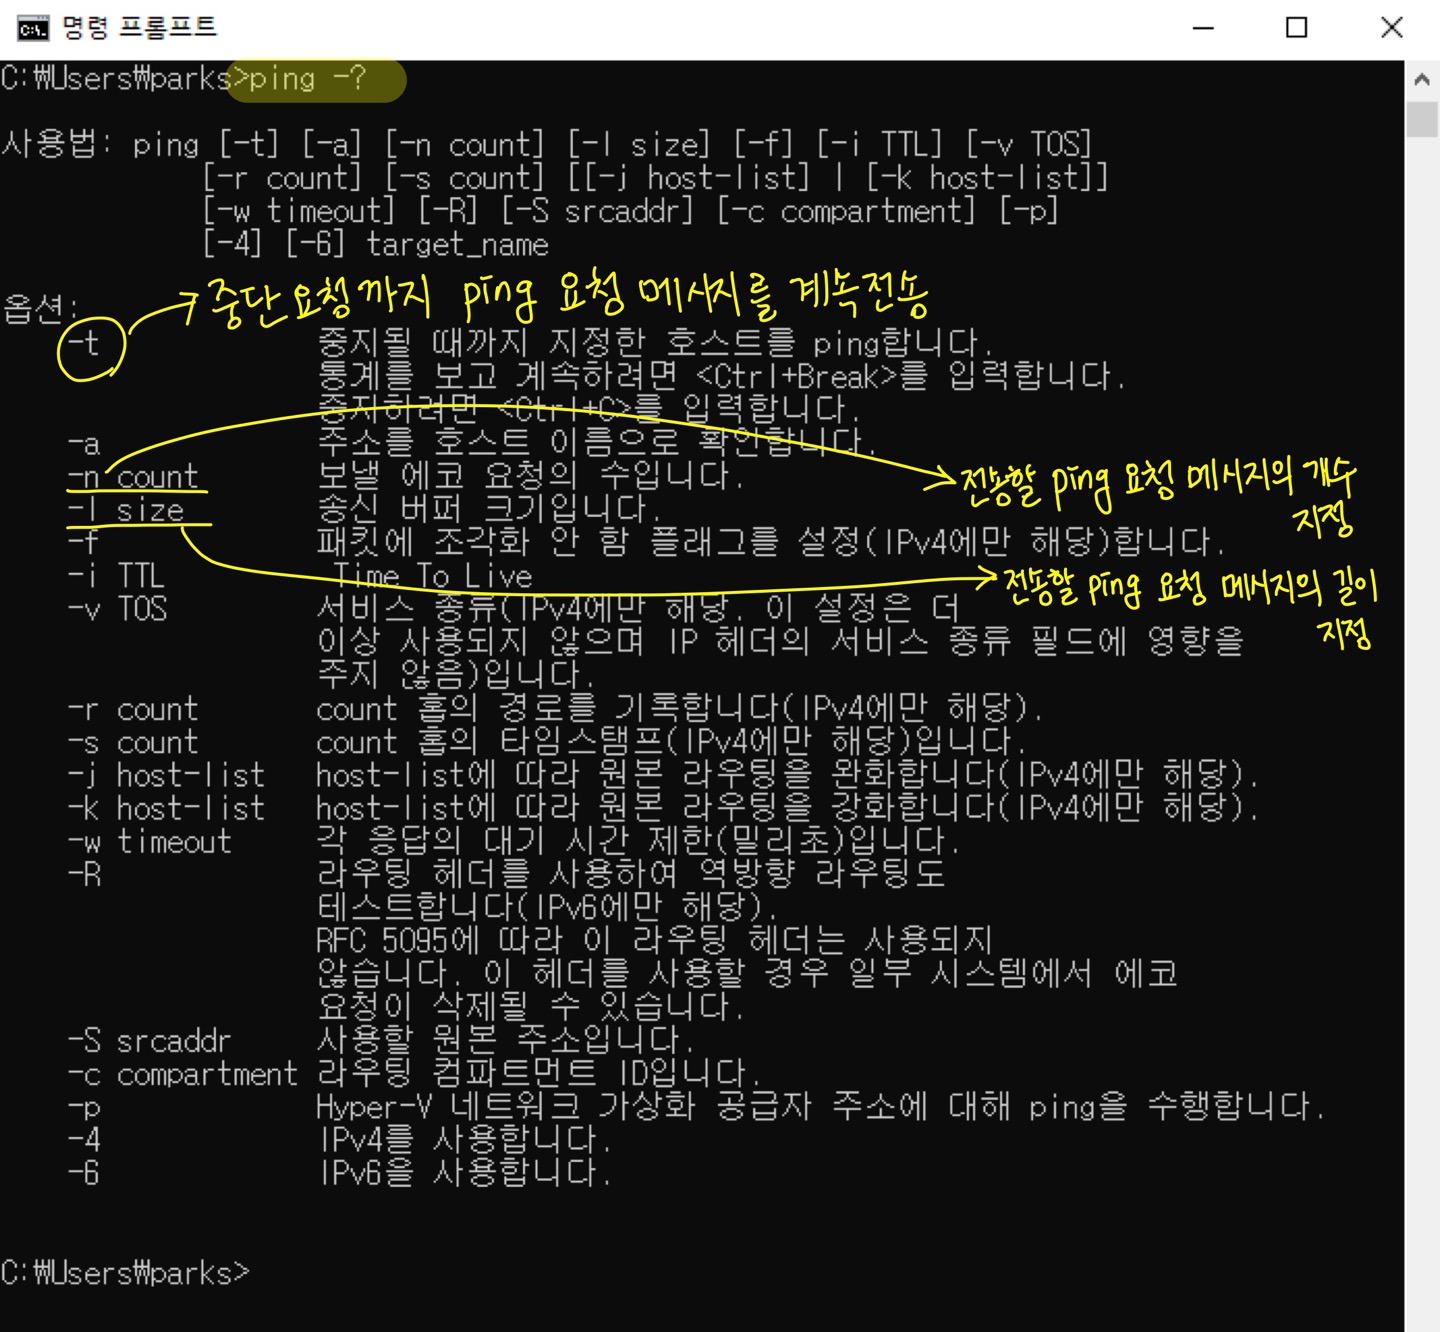 명령 프롬프트
C:₩Users₩parks>ping -?
사용법: ping [-t] [-a] [-n count] [-l size] [-f] [-i TTL] [-v TOS]
[-r count] [-s count] [[-j host-list] | [-k host-list]]
[-w timeout] [-R] [-S srcaddr] [-c compartment] [-p]
[-4] [-6] target_name
옵션:
중단요청까지 ping 요청 메시지를 계속전송
-t 중지될 때까지 지정한 호스트를 ping합니다.
통계를 보고 계속하려면 <Ctrl+Break>를 입력합니다.
중지하려면 <Ctrl+C>를 입력합니다.
-a 주소를 호스트 이름으로 확인합니다.
-n count 보낼 에코 요청의 수입니다.
전송할 ping 요청 메시지의 개수
지정
-l size 송신 버퍼 크기입니다.
-f 패킷에 조각화 안 함 플래그를 설정(IPv4에만 해당)합니다.
-i TTL Time To Live
전송할 ping 요청 메시지의 길이
지정
-v TOS 서비스 종류(IPv4에만 해당. 이 설정은 더
이상 사용되지 않으며 IP 헤더의 서비스 종류 필드에 영향을
주지 않음)입니다.
-r count count 홉의 경로를 기록합니다(IPv4에만 해당).
-s count count 홉의 타임스탬프(IPv4에만 해당)입니다.
-j host-list host-list에 따라 원본 라우팅을 완화합니다(IPv4에만 해당).
-k host-list host-list에 따라 원본 라우팅을 강화합니다(IPv4에만 해당).
-w timeout 각 응답의 대기 시간 제한(밀리초)입니다.
-R 라우팅 헤더를 사용하여 역방향 라우팅도
테스트합니다(IPv6에만 해당).
RFC 5095에 따라 이 라우팅 헤더는 사용되지
않습니다. 이 헤더를 사용할 경우 일부 시스템에서 에코
요청이 삭제될 수 있습니다.
-S srcaddr 사용할 원본 주소입니다.
-c compartment 라우팅 컴파트먼트 ID입니다.
-p Hyper-V 네트워크 가상화 공급자 주소에 대해 ping을 수행합니다.
-4 IPv4를 사용합니다.
-6 IPv6을 사용합니다.
C:₩Users₩parks>